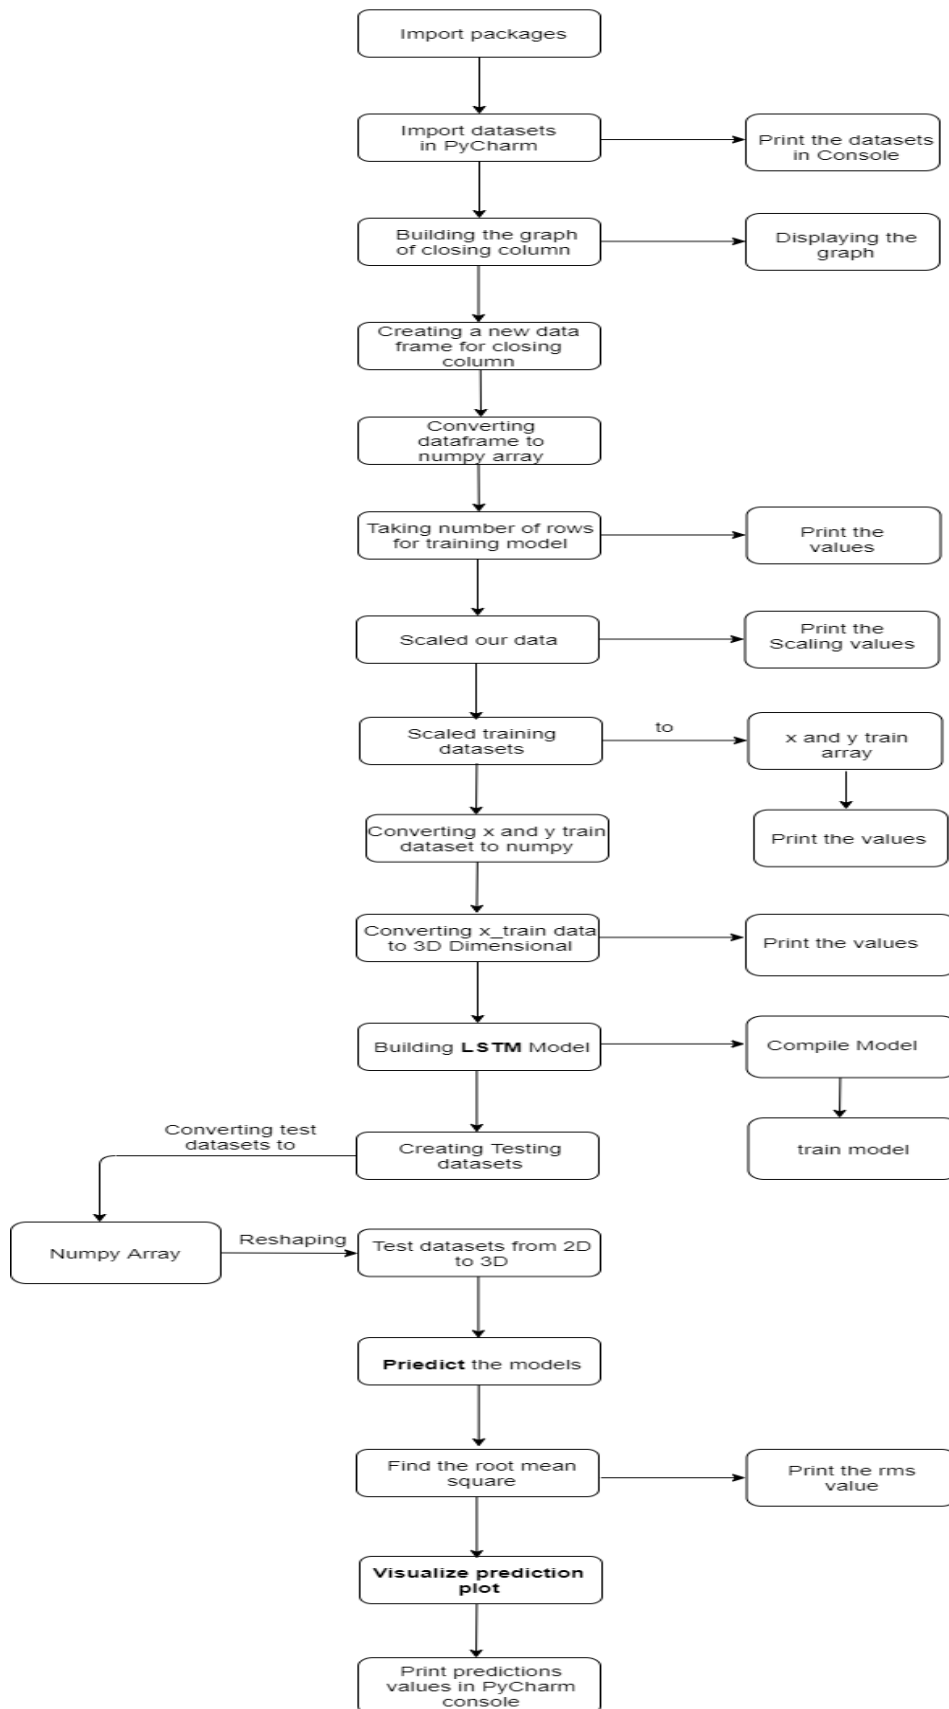 Import packages
Import datasets
in PyCharm
Print the datasets
in Console
Building the graph
of closing column
Displaying the
graph
Creating a new data
frame for closing
column
Converting
dataframe to
numpy array
Taking number of rows
for training model
Print the
values
Scaled our data
Print the
Scaling values
Scaled training
datasets
to
x and y train
array
Converting x and y train
dataset to numpy
Print the values
Converting x_train data
to 3D Dimensional
Print the values
Building LSTM Model
Compile Model
Converting test
datasets to
Creating Testing
datasets
train model
Numpy Array
Reshaping
Test datasets from 2D
to 3D
Priedict the models
Find the root mean
square
Print the rms
value
Visualize prediction
plot
Print predictions
values in PyCharm
console